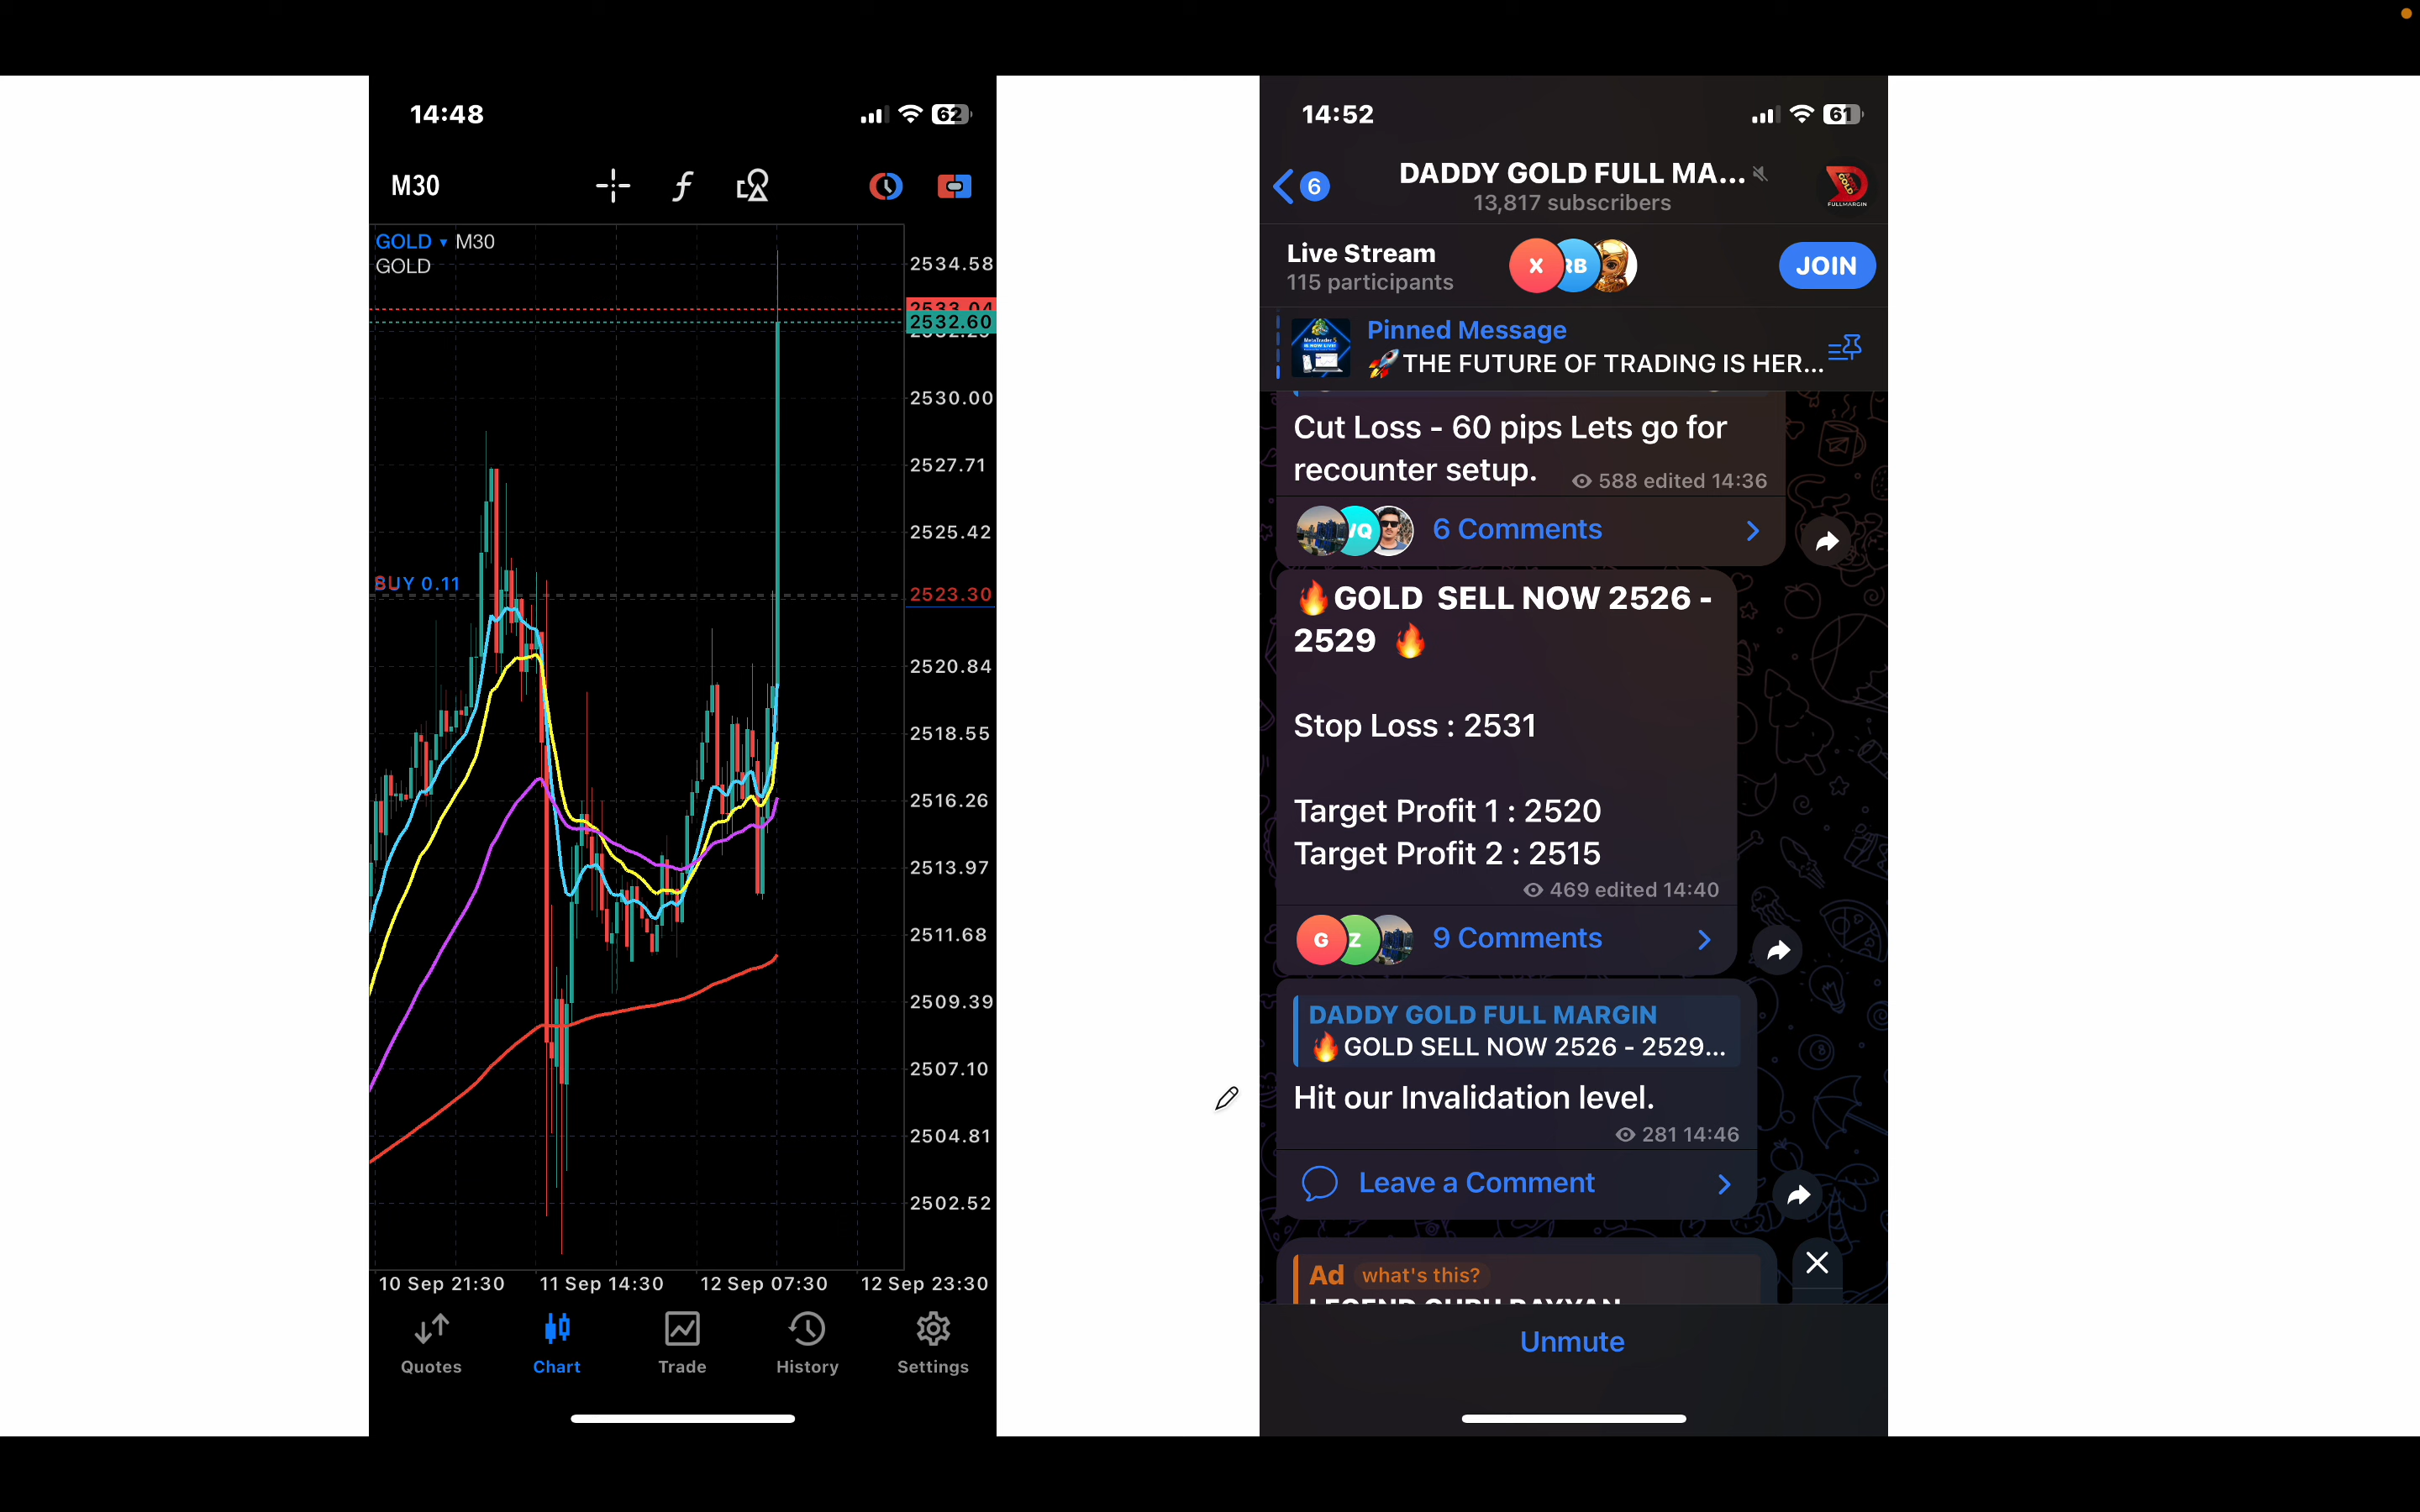 14:48
62
M30
GOLD M30
GOLD
2534.58
2533.04
2532.60
2530.00
2527.71
2525.42
BUY 0.11
2523.30
2520.84
2518.55
2516.26
2513.97
2511.68
2509.39
2507.10
2504.81
2502.52
10 Sep 21:30
11 Sep 14:30
12 Sep 07:30
12 Sep 23:30
Quotes
Chart
Trade
History
Settings
14:52
61
6
DADDY GOLD FULL MA...
13,817 subscribers
FULLMARGIN
Live Stream
115 participants
X
RB
JOIN
Pinned Message
🚀THE FUTURE OF TRADING IS HER...
Cut Loss - 60 pips Lets go for
recounter setup.
588 edited 14:36
6 Comments
🔥GOLD SELL NOW 2526 -
2529 🔥
Stop Loss : 2531
Target Profit 1 : 2520
Target Profit 2 : 2515
469 edited 14:40
G
Z
9 Comments
DADDY GOLD FULL MARGIN
🔥GOLD SELL NOW 2526 - 2529...
Hit our Invalidation level.
281 14:46
Leave a Comment
Ad what's this?
Unmute